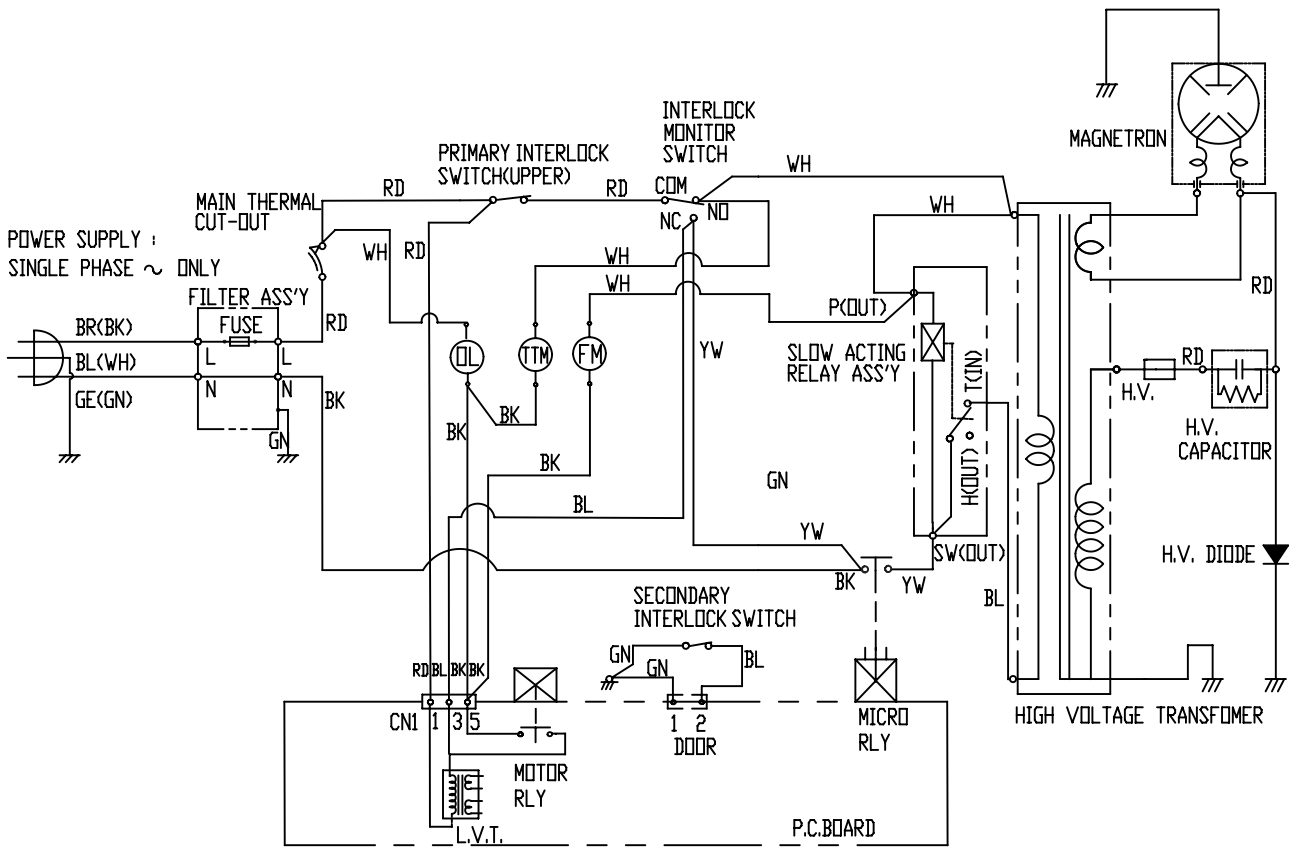 MAGNETRON
INTERLOCK
MONITOR
SWITCH
PRIMARY INTERLOCK
SWITCH(UPPER)
WH
RD
RD
COM
NO
NC
WH
MAIN THERMAL
CUT-OUT
POWER SUPPLY :
SINGLE PHASE ~ ONLY
WH
RD
WH
WH
RD
FILTER ASS'Y
FUSE
RD
BR(BK)
L
L
BL(WH)
N
N
GE(GN)
GN
BK
OL
TTM
FM
P(OUT)
YW
SLOW ACTING
RELAY ASS'Y
T(IN)
H(OUT)
RD
H.V.
H.V.
CAPACITOR
BK
BK
BK
GN
BL
YW
SW(OUT)
H.V. DIODE
BK
YW
BL
SECONDARY
INTERLOCK SWITCH
GN
GN
BL
RD BL BK BK
CN1 1 3 5
1 2
DOOR
MICRO
RLY
HIGH VOLTAGE TRANSFOMER
MOTOR
RLY
L.V.T.
P.C.BOARD